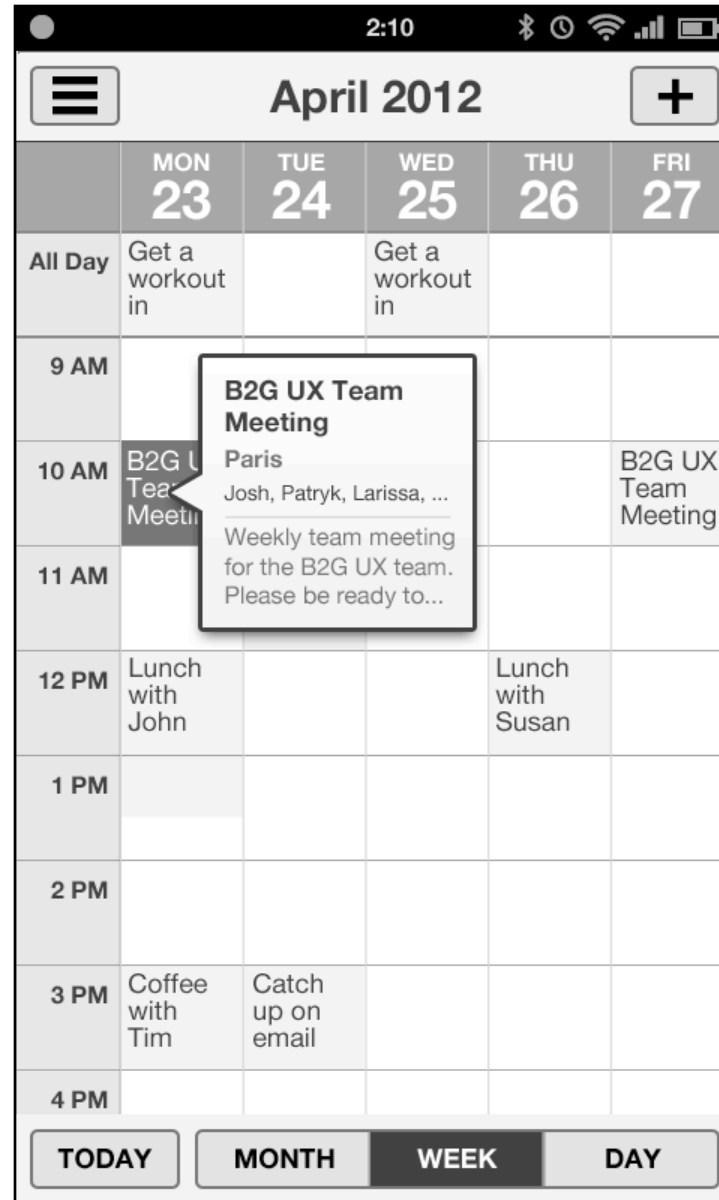 2:10
April 2012
MON TUE WED THU FRI
23 24 25 26 27
All Day
Get a
workout
in
Get a
workout
in
9 AM
B2G UX Team
Meeting
Paris
Josh, Patryk, Larissa, ...
Weekly team meeting
for the B2G UX team.
Please be ready to...
10 AM
B2G
B2G UX
Team
Meeting
11 AM
12 PM
Lunch
with
John
Lunch
with
Susan
1 PM
2 PM
3 PM
Coffee
with
Tim
Catch
up on
email
4 PM
TODAY MONTH WEEK DAY